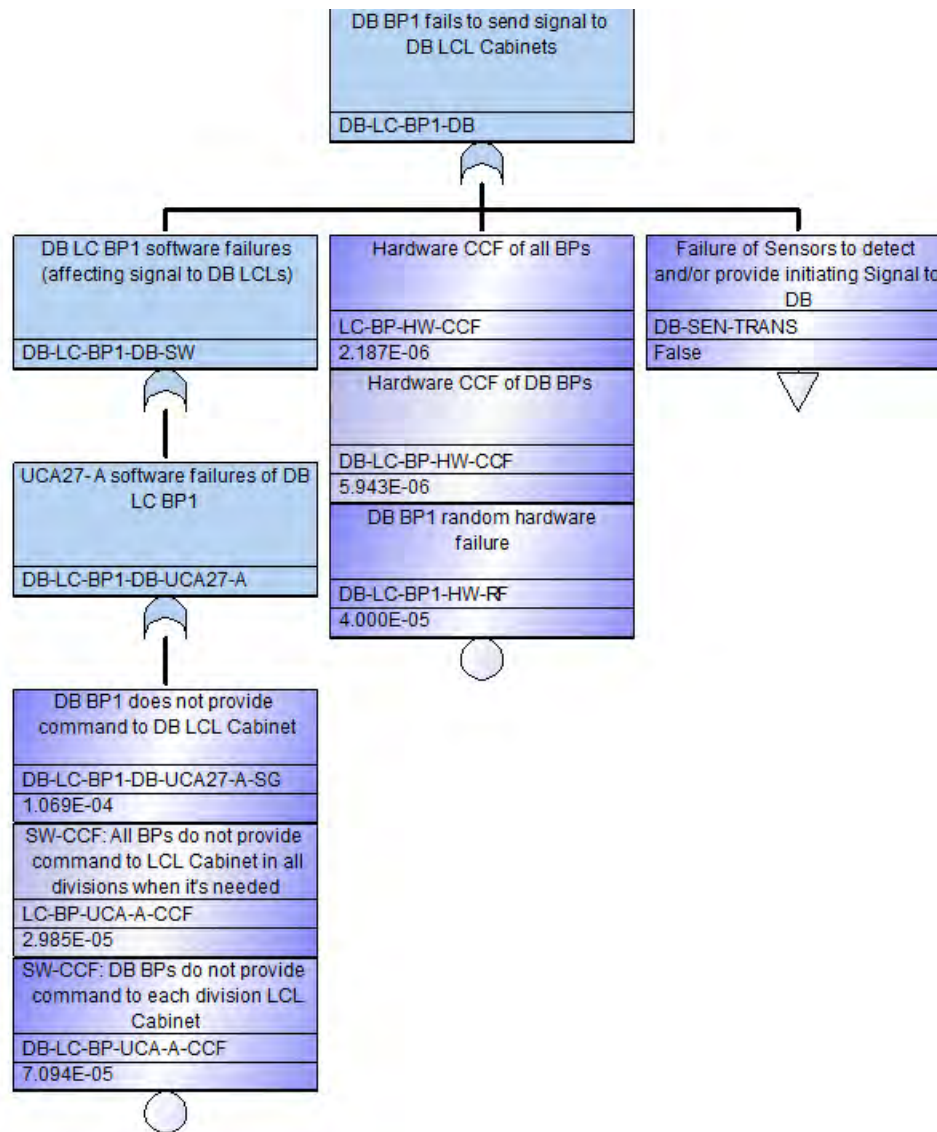 DB BP1 fails to send signal to
DB LCL Cabinets
DB-LC-BP1-DB
DB LC BP1 software failures
(affecting signal to DB LCLs)
DB-LC-BP1-DB-SW
Hardware CCF of all BPs
LC-BP-HW-CCF
2.187E-06
Hardware CCF of DB BPs
DB-LC-BP-HW-CCF
5.943E-06
DB BP1 random hardware
failure
DB-LC-BP1-HW-RF
4.000E-05
Failure of Sensors to detect
and/or provide initiating Signal to
DB
DB-SEN-TRANS
False
UCA27-A software failures of DB
LC BP1
DB-LC-BP1-DB-UCA27-A
DB BP1 does not provide
command to DB LCL Cabinet
DB-LC-BP1-DB-UCA27-A-SG
1.069E-04
SW-CCF: All BPs do not provide
command to LCL Cabinet in all
divisions when it's needed
LC-BP-UCA-A-CCF
2.985E-05
SW-CCF: DB BPs do not provide
command to each division LCL
Cabinet
DB-LC-BP-UCA-A-CCF
7.094E-05